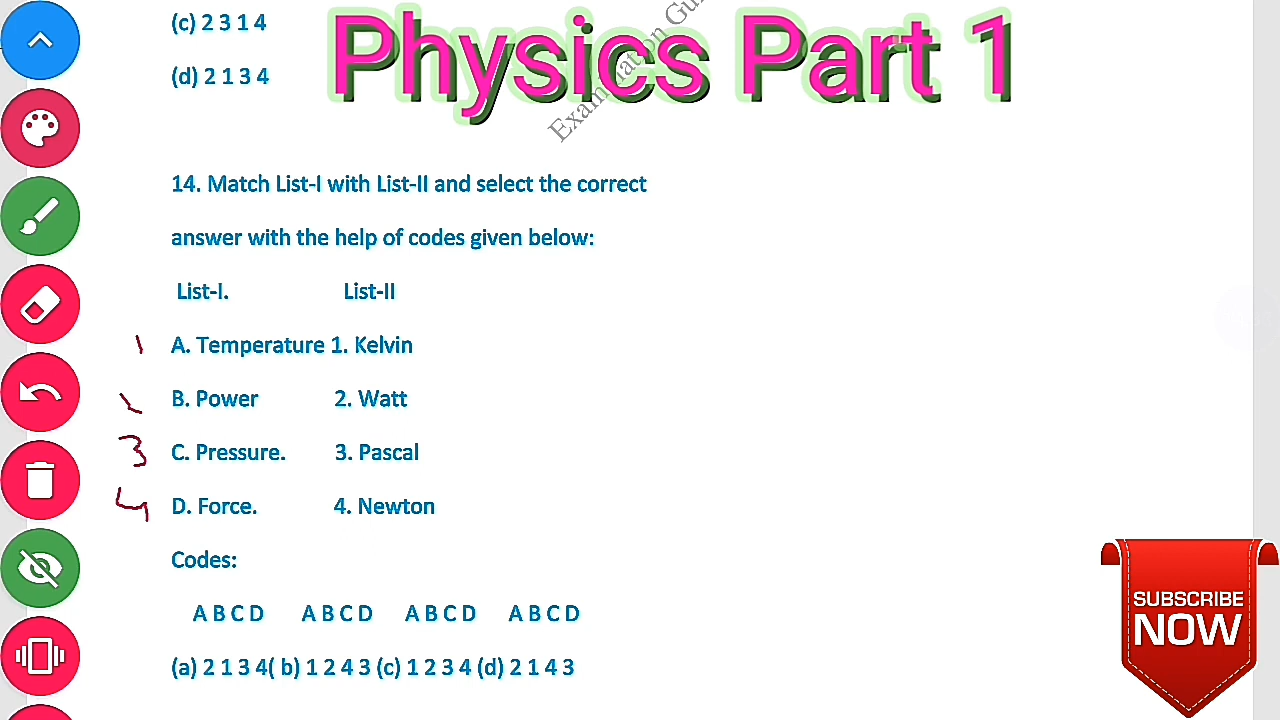 (c) 2 3 1 4
Physics Part 1
(d) 2 1 3 4
14. Match List-I with List-II and select the correct
answer with the help of codes given below:
List-I. List-II
1 A. Temperature 1. Kelvin
B. Power 2. Watt
3 C. Pressure. 3. Pascal
4 D. Force. 4. Newton
Codes:
A B C D A B C D A B C D A B C D
(a) 2 1 3 4( b) 1 2 4 3 (c) 1 2 3 4 (d) 2 1 4 3
SUBSCRIBE
NOW